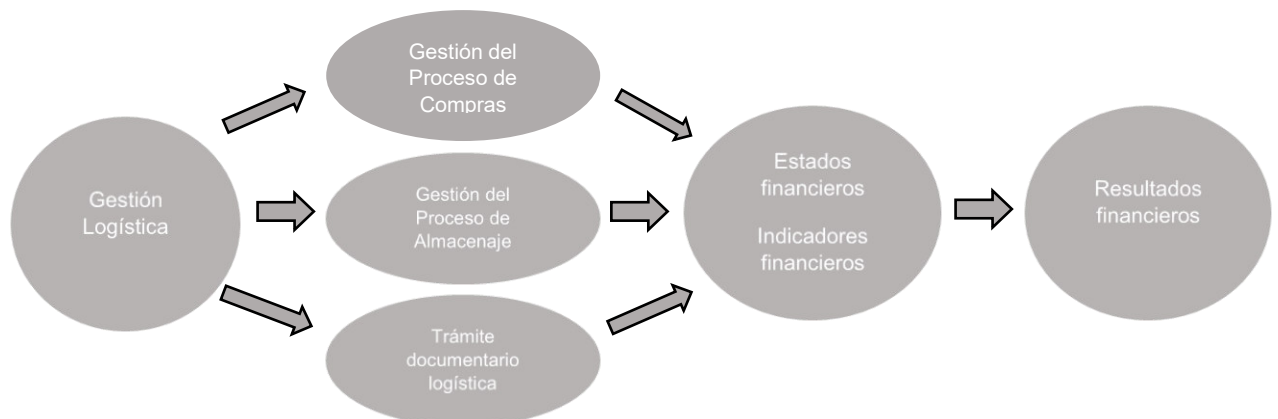 Gestión
Logística
Gestión del
Proceso de
Compras
Gestión del
Proceso de
Almacenaje
Trámite
documentario
logística
Estados
financieros
Indicadores
financieros
Resultados
financieros